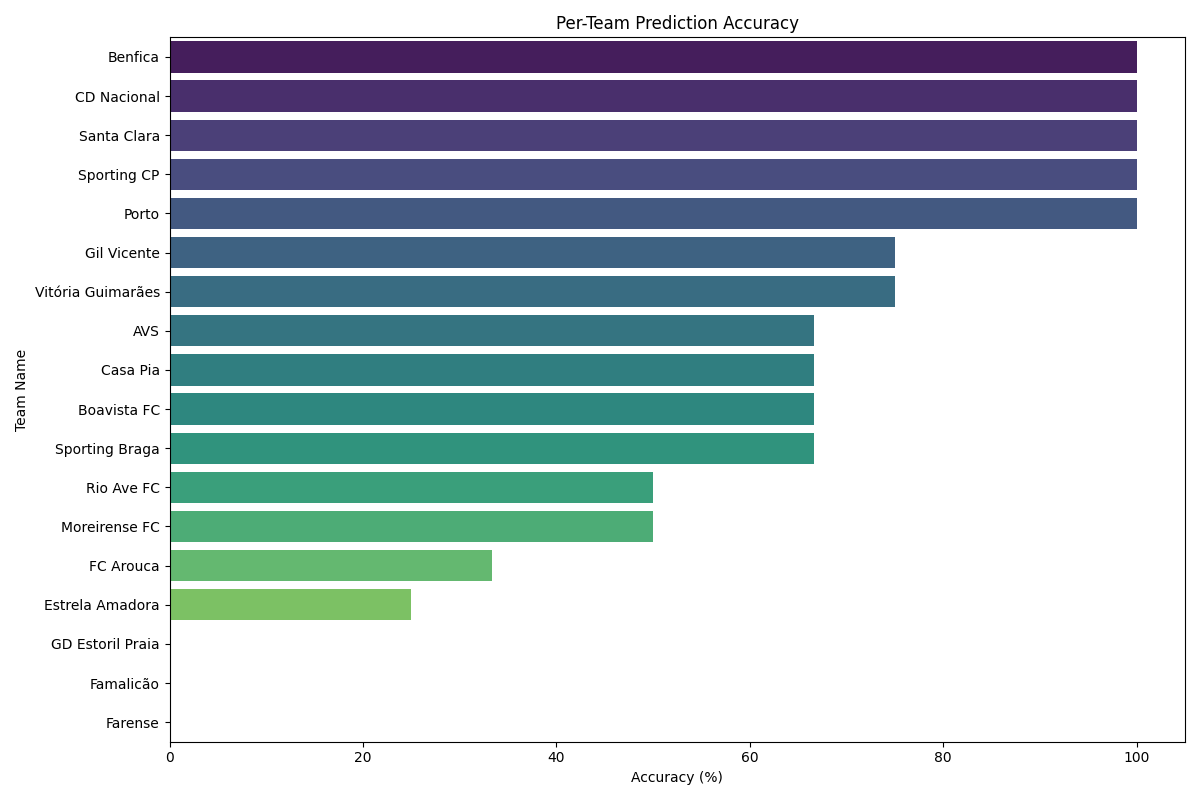 Per-Team Prediction Accuracy
Team Name
Benfica
CD Nacional
Santa Clara
Sporting CP
Porto
Gil Vicente
Vitória Guimarães
AVS
Casa Pia
Boavista FC
Sporting Braga
Rio Ave FC
Moreirense FC
FC Arouca
Estrela Amadora
GD Estoril Praia
Famalicão
Farense
0 20 40 60 80 100
Accuracy (%)